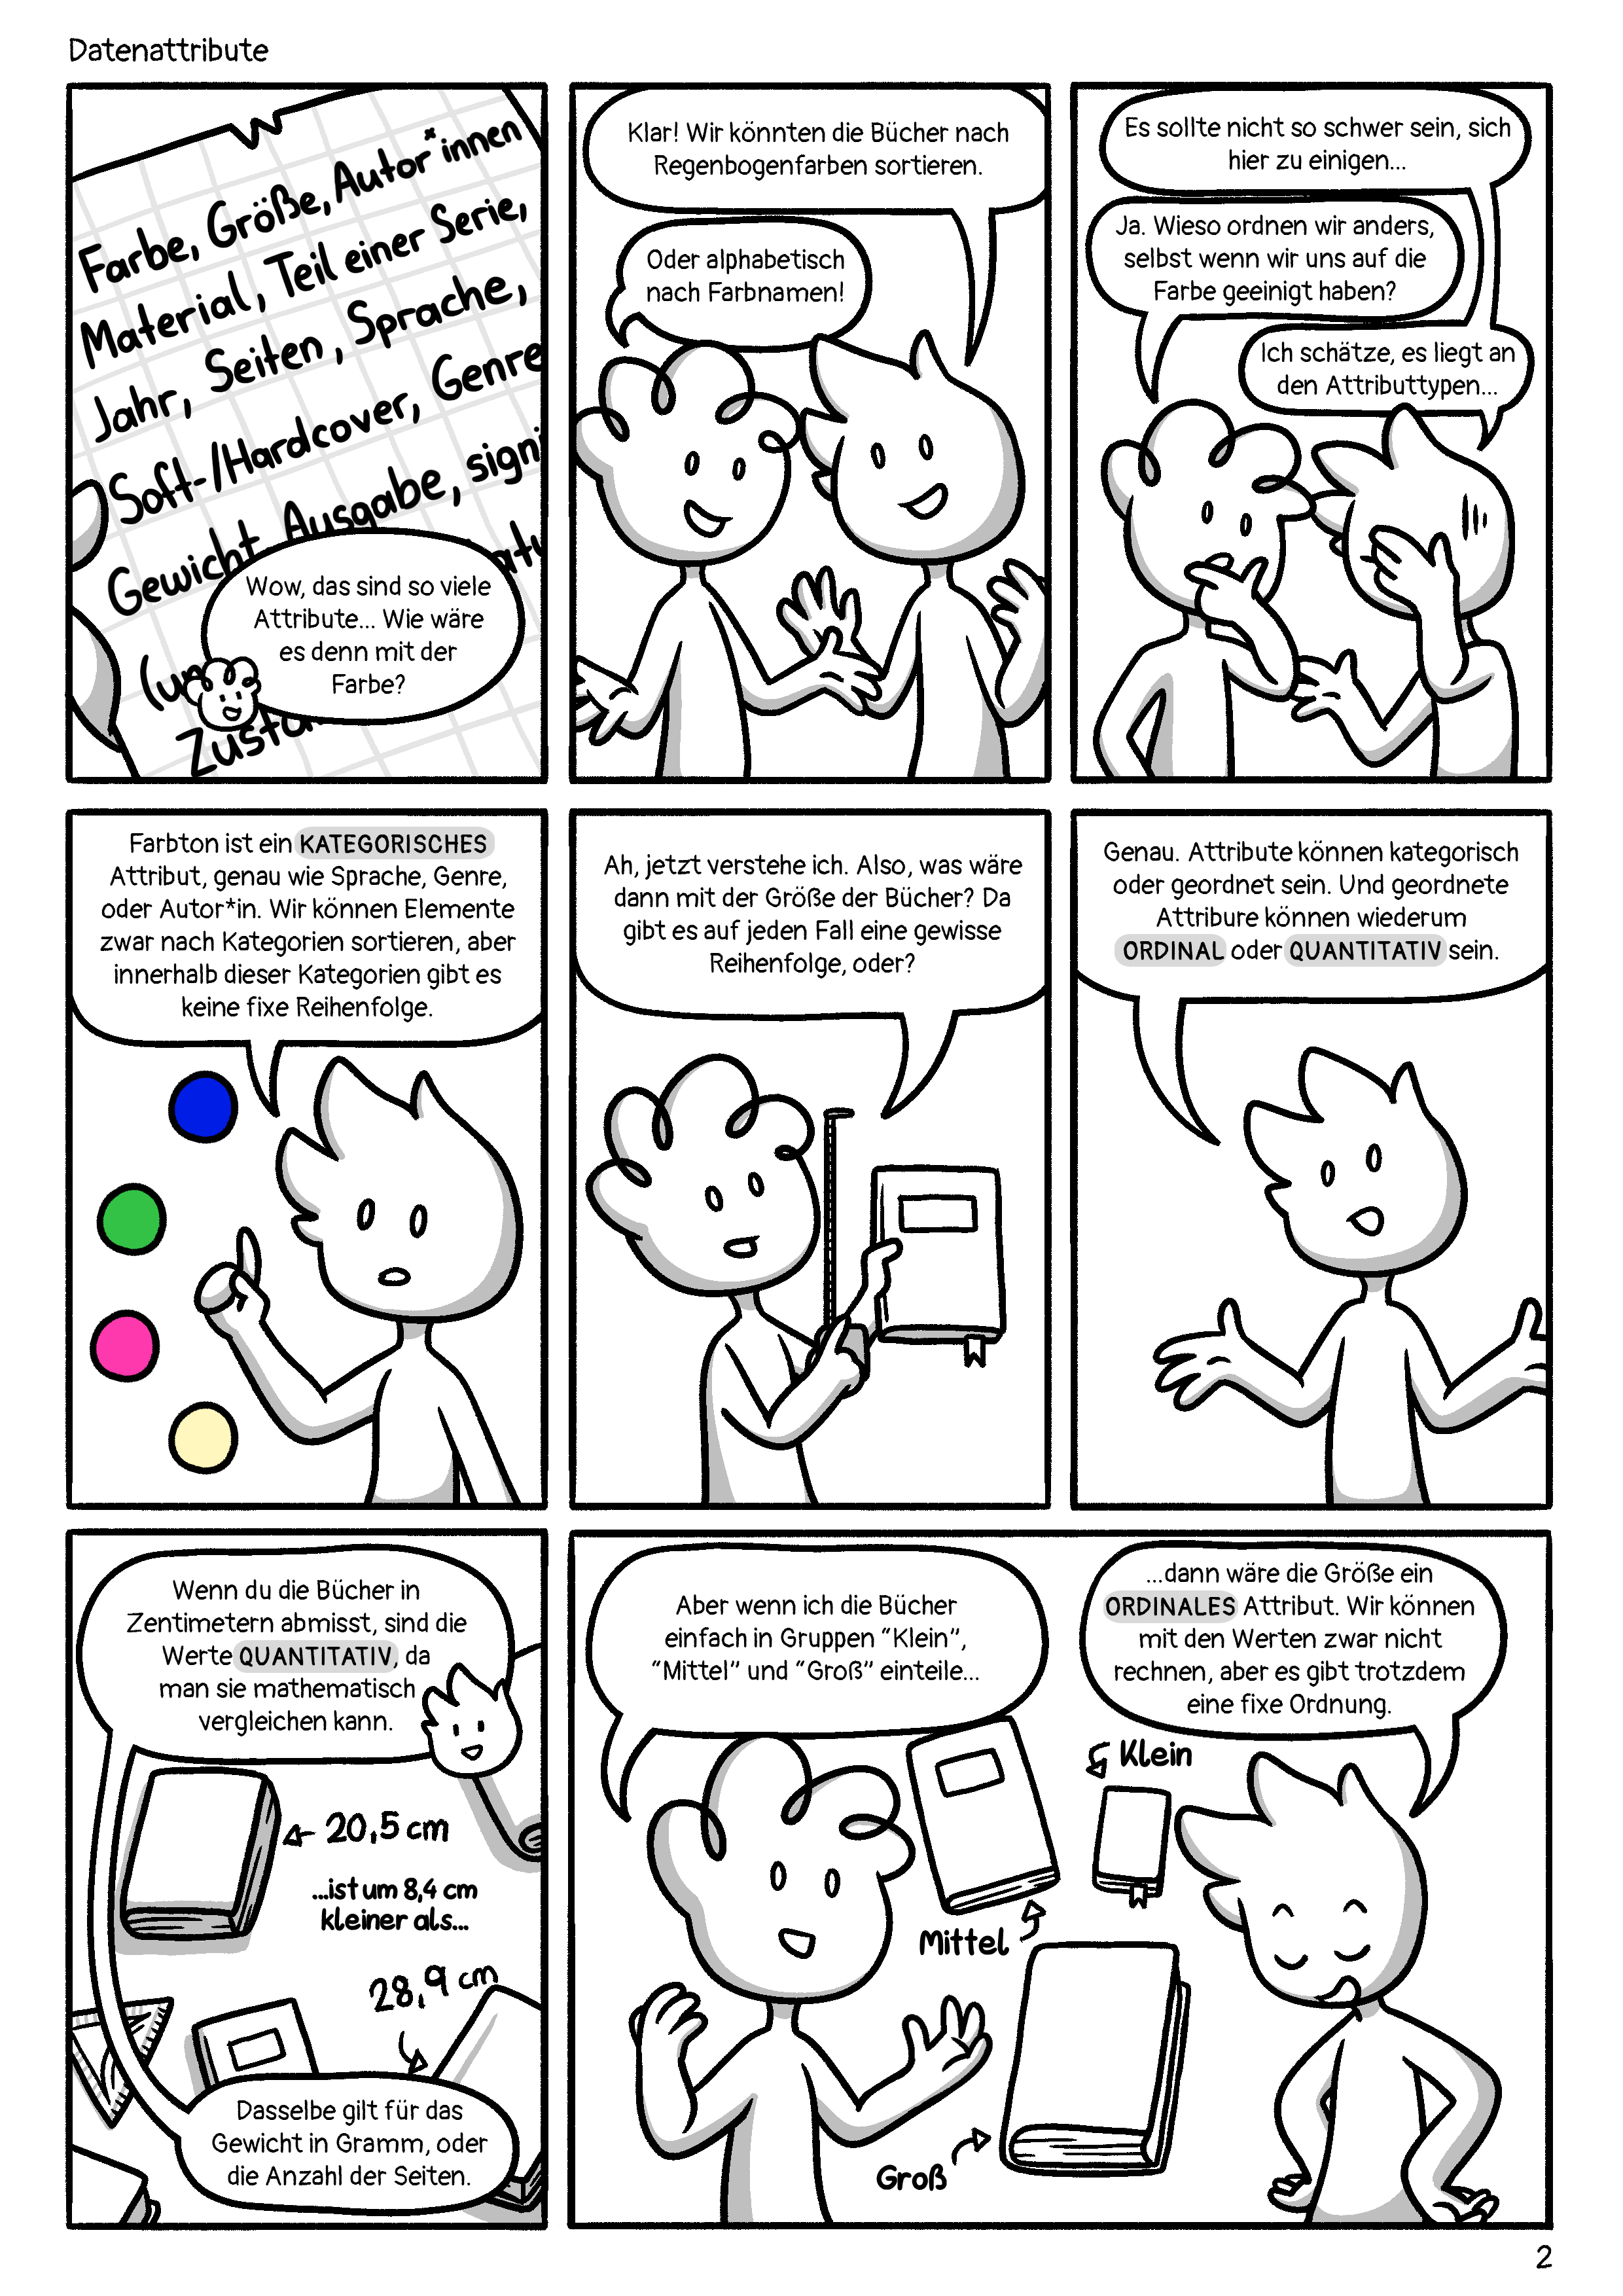 Datenattribute
Farbe, Größe, Autor*innen
Material, Teil einer Serie,
Jahr, Seiten, Sprache,
Soft-/Hardcover, Genre
Gewicht, Ausgabe,
Wow, das sind so viele
Attribute... Wie wäre
es denn mit der
Farbe?
Klar! Wir könnten die Bücher nach
Regenbogenfarben sortieren.
Oder alphabetisch
nach Farbnamen!
Es sollte nicht so schwer sein, sich
hier zu einigen...
Ja. Wieso ordnen wir anders,
selbst wenn wir uns auf die
Farbe geeinigt haben?
Ich schätze, es liegt an
den Attributtypen...
Farbton ist ein KATEGORISCHES
Attribut, genau wie Sprache, Genre,
oder Autor*in. Wir können Elemente
zwar nach Kategorien sortieren, aber
innerhalb dieser Kategorien gibt es
keine fixe Reihenfolge.
Ah, jetzt verstehe ich. Also, was wäre
dann mit der Größe der Bücher? Da
gibt es auf jeden Fall eine gewisse
Reihenfolge, oder?
Genau. Attribute können kategorisch
oder geordnet sein. Und geordnete
Attribure können wiederum
ORDINAL oder QUANTITATIV sein.
Wenn du die Bücher in
Zentimetern abmisst, sind die
Werte QUANTITATIV, da
man sie mathematisch
vergleichen kann.
20,5 cm
...ist um 8,4 cm
kleiner als...
28,9 cm
Dasselbe gilt für das
Gewicht in Gramm, oder
die Anzahl der Seiten.
Aber wenn ich die Bücher
einfach in Gruppen “Klein”,
“Mittel” und “Groß” einteile...
...dann wäre die Größe ein
ORDINALES Attribut. Wir können
mit den Werten zwar nicht
rechnen, aber es gibt trotzdem
eine fixe Ordnung.
Klein
Mittel
Groß
2